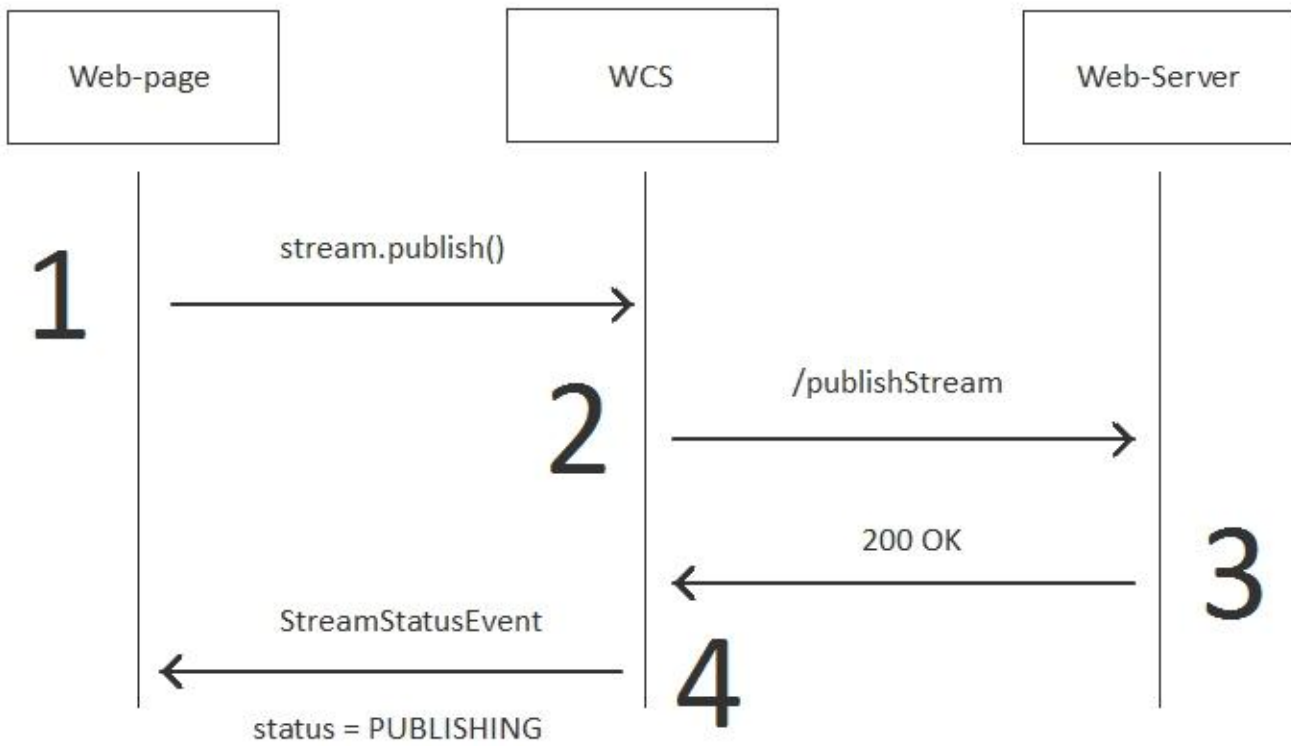 Web-page
WCS
Web-Server
1
stream.publish()
2
/publishStream
200 OK
3
StreamStatusEvent
4
status = PUBLISHING